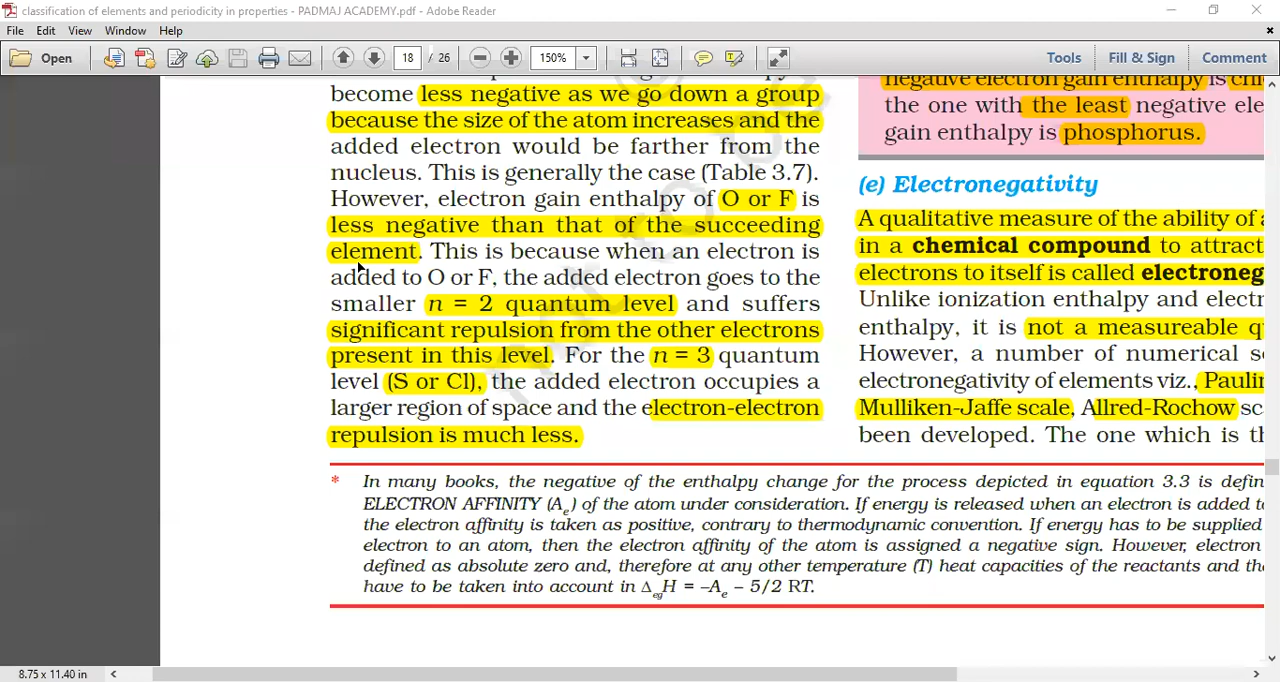 classification of elements and periodicity in properties - PADMAJ ACADEMY.pdf - Adobe Reader
File Edit View Window Help
Open 18 / 26 150% Tools Fill & Sign Comment
become less negative as we go down a group
because the size of the atom increases and the
added electron would be farther from the
nucleus. This is generally the case (Table 3.7).
However, electron gain enthalpy of O or F is
less negative than that of the succeeding
element. This is because when an electron is
added to O or F, the added electron goes to the
smaller n = 2 quantum level and suffers
significant repulsion from the other electrons
present in this level. For the n = 3 quantum
level (S or Cl), the added electron occupies a
larger region of space and the electron-electron
repulsion is much less.
negative electron gain enthalpy is
the one with the least negative ele
gain enthalpy is phosphorus.
(e) Electronegativity
A qualitative measure of the ability of a
in a chemical compound to attract
electrons to itself is called electroneg
Unlike ionization enthalpy and electr
enthalpy, it is not a measureable q
However, a number of numerical s
electronegativity of elements viz., Paulin
Mulliken-Jaffe scale, Allred-Rochow sc
been developed. The one which is th
* In many books, the negative of the enthalpy change for the process depicted in equation 3.3 is defin
ELECTRON AFFINITY (Ae) of the atom under consideration. If energy is released when an electron is added t
the electron affinity is taken as positive, contrary to thermodynamic convention. If energy has to be supplied
electron to an atom, then the electron affinity of the atom is assigned a negative sign. However, electron
defined as absolute zero and, therefore at any other temperature (T) heat capacities of the reactants and the
have to be taken into account in ΔegH = –Ae – 5/2 RT.
8.75 x 11.40 in